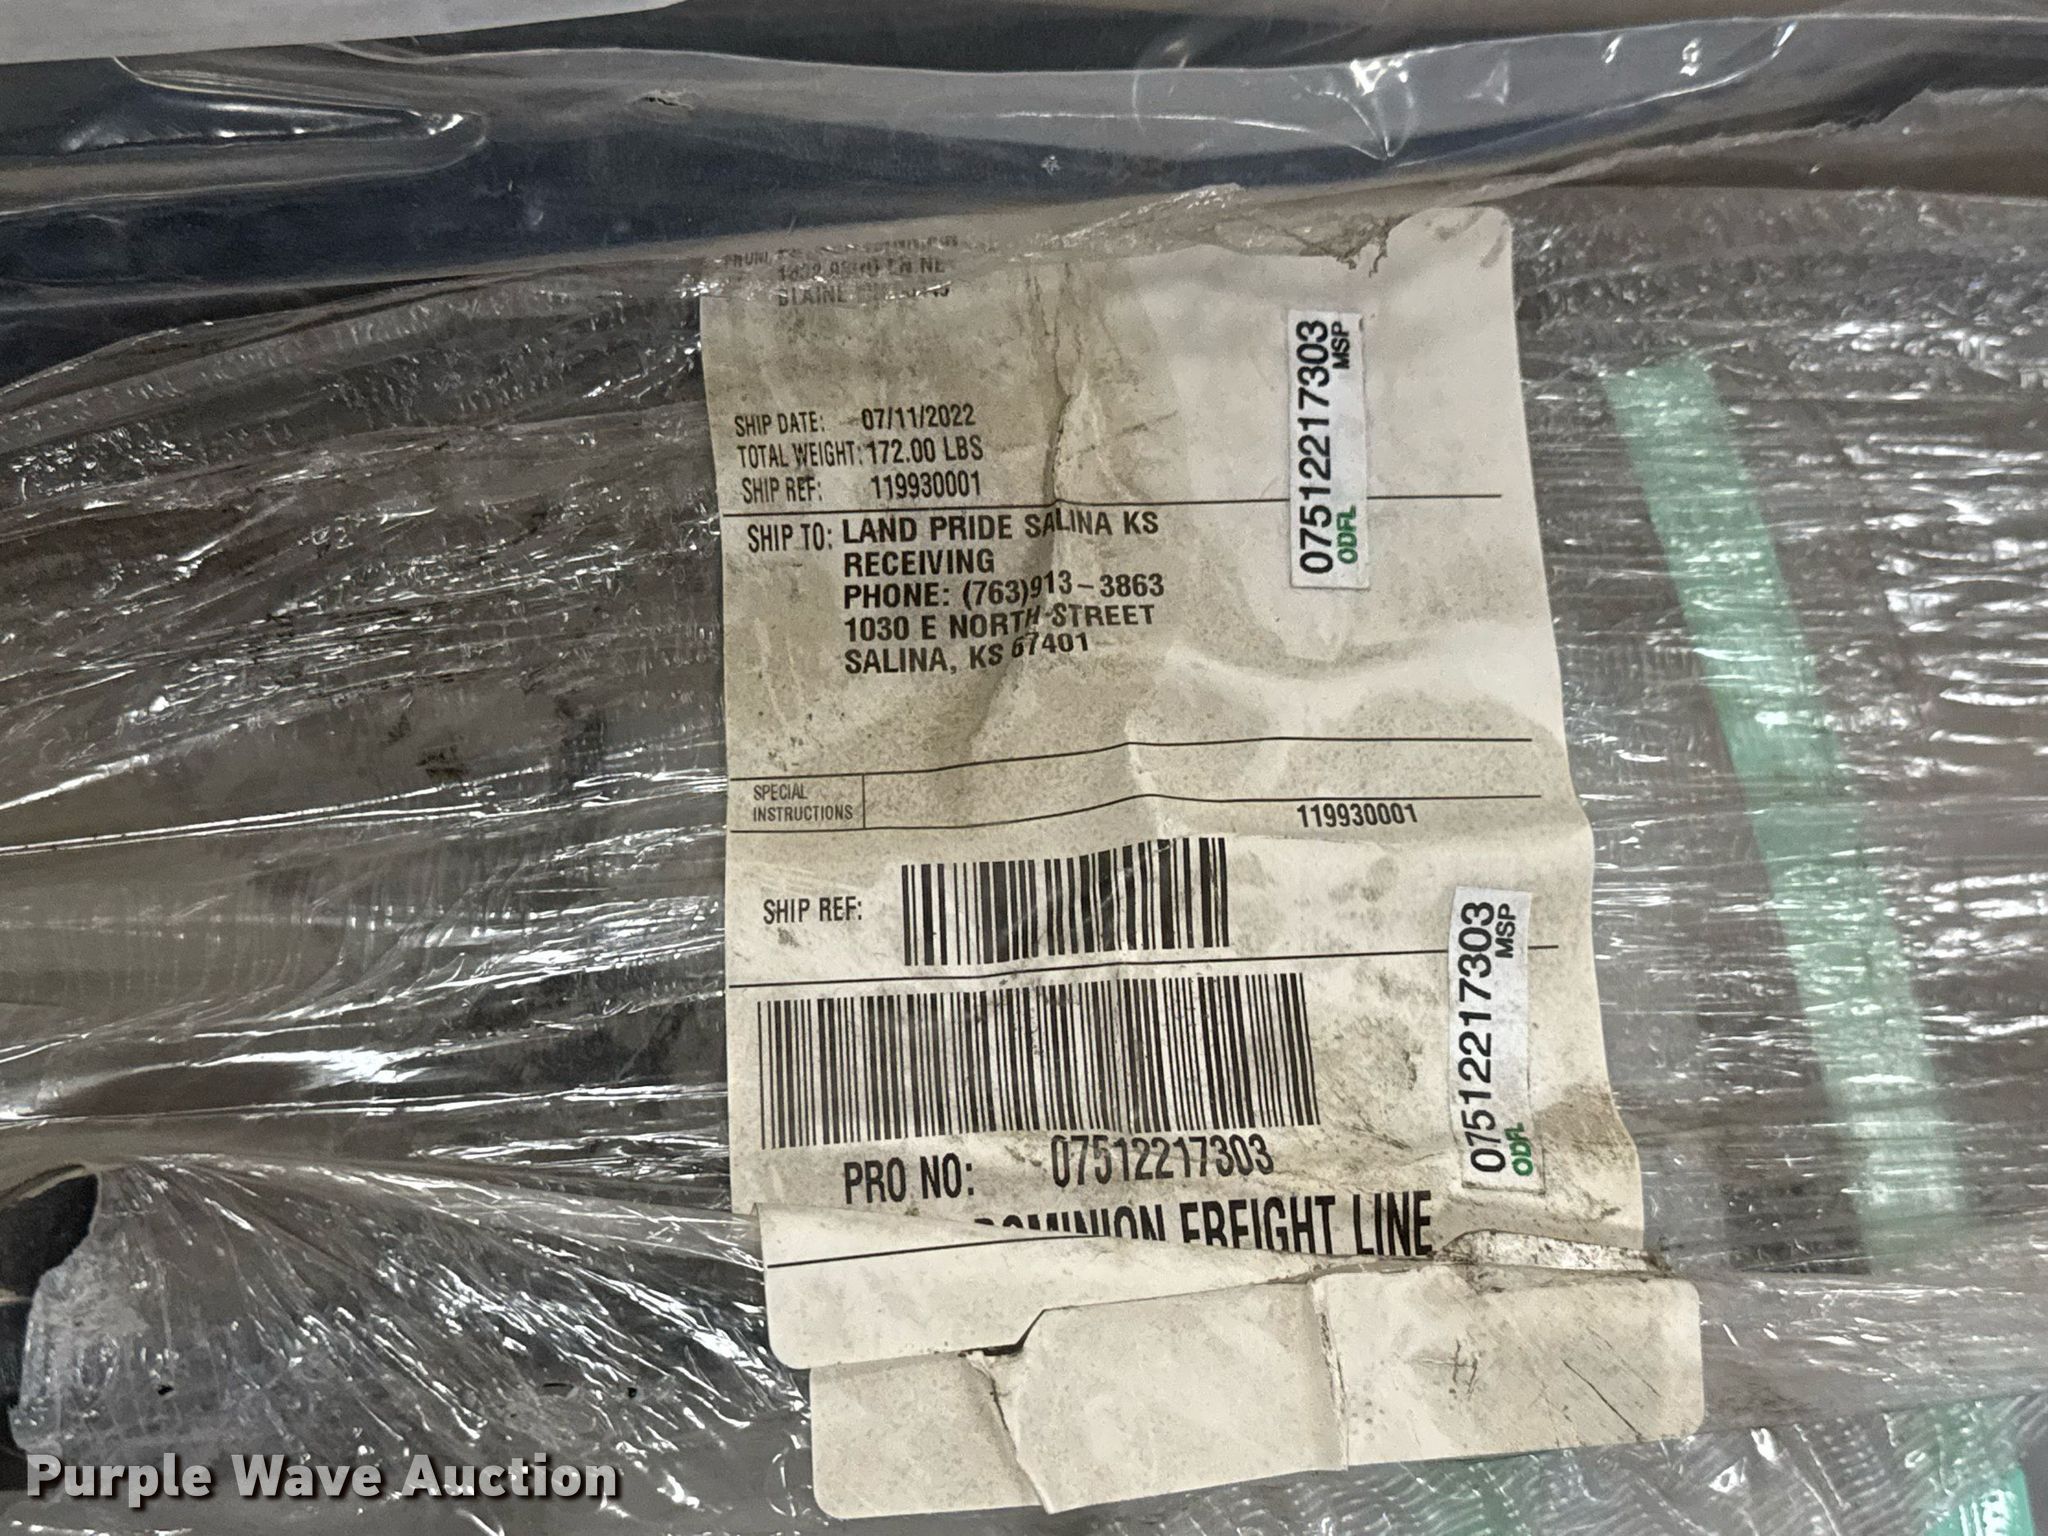 BLAINE
SHIP DATE: 07/11/2022
TOTAL WEIGHT: 172.00 LBS
SHIP REF: 119930001
SHIP TO: LAND PRIDE SALINA KS
RECEIVING
PHONE: (763)913-3863
1030 E NORTH STREET
SALINA, KS 67401
07512217303
ODFL MSP
SPECIAL
INSTRUCTIONS
119930001
SHIP REF:
07512217303
ODFL MSP
PRO NO: 07512217303
DOMINION FREIGHT LINE
Purple Wave Auction